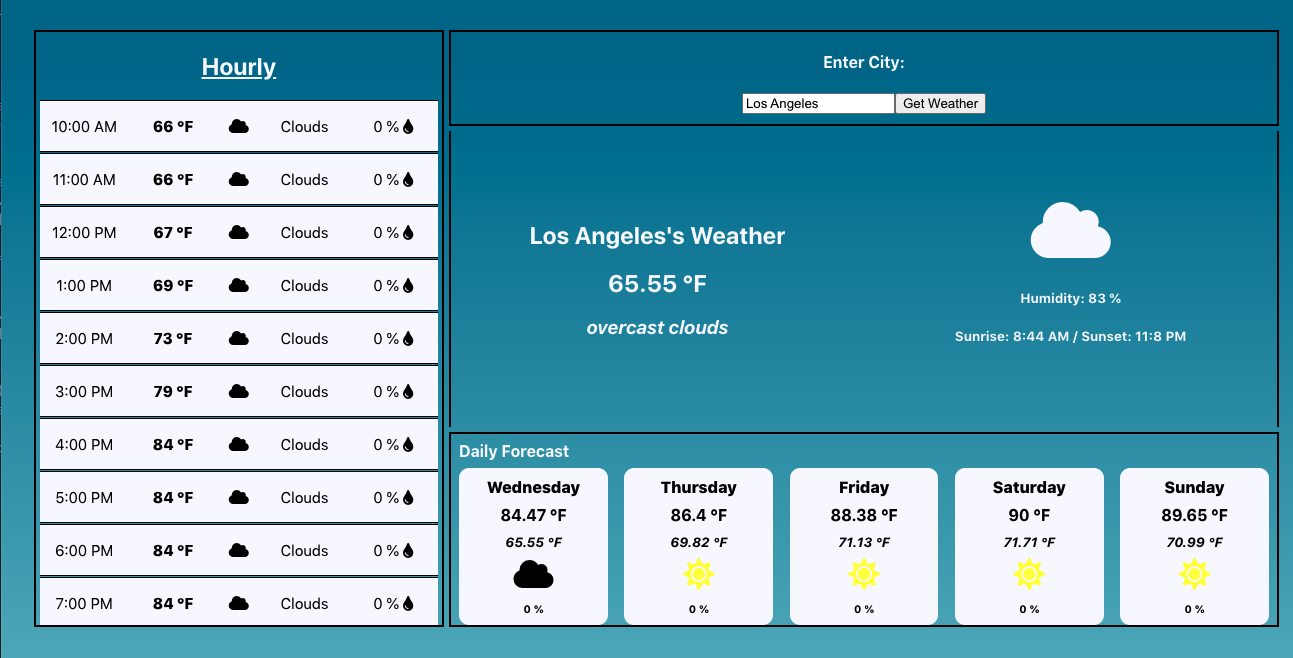 Hourly
10:00 AM 66 °F Clouds 0 %
11:00 AM 66 °F Clouds 0 %
12:00 PM 67 °F Clouds 0 %
1:00 PM 69 °F Clouds 0 %
2:00 PM 73 °F Clouds 0 %
3:00 PM 79 °F Clouds 0 %
4:00 PM 84 °F Clouds 0 %
5:00 PM 84 °F Clouds 0 %
6:00 PM 84 °F Clouds 0 %
7:00 PM 84 °F Clouds 0 %
Enter City:
Los Angeles Get Weather
Los Angeles's Weather
65.55 °F
overcast clouds
Humidity: 83 %
Sunrise: 8:44 AM / Sunset: 11:8 PM
Daily Forecast
Wednesday Thursday Friday Saturday Sunday
84.47 °F 86.4 °F 88.38 °F 90 °F 89.65 °F
65.55 °F 69.82 °F 71.13 °F 71.71 °F 70.99 °F
0 % 0 % 0 % 0 % 0 %